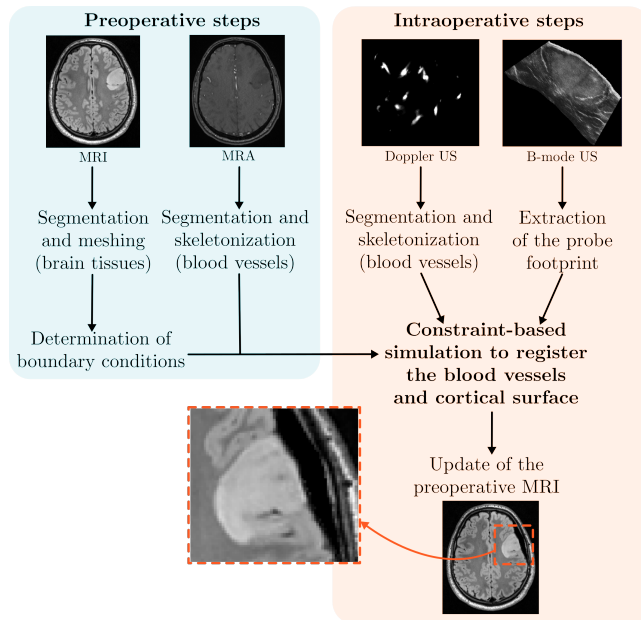 Preoperative steps
MRI
MRA
Segmentation
and meshing
(brain tissues)
Segmentation and
skeletonization
(blood vessels)
Determination of
boundary conditions
Intraoperative steps
Doppler US
B-mode US
Segmentation and
skeletonization
(blood vessels)
Extraction
of the probe
footprint
Constraint-based
simulation to register
the blood vessels
and cortical surface
Update of the
preoperative MRI